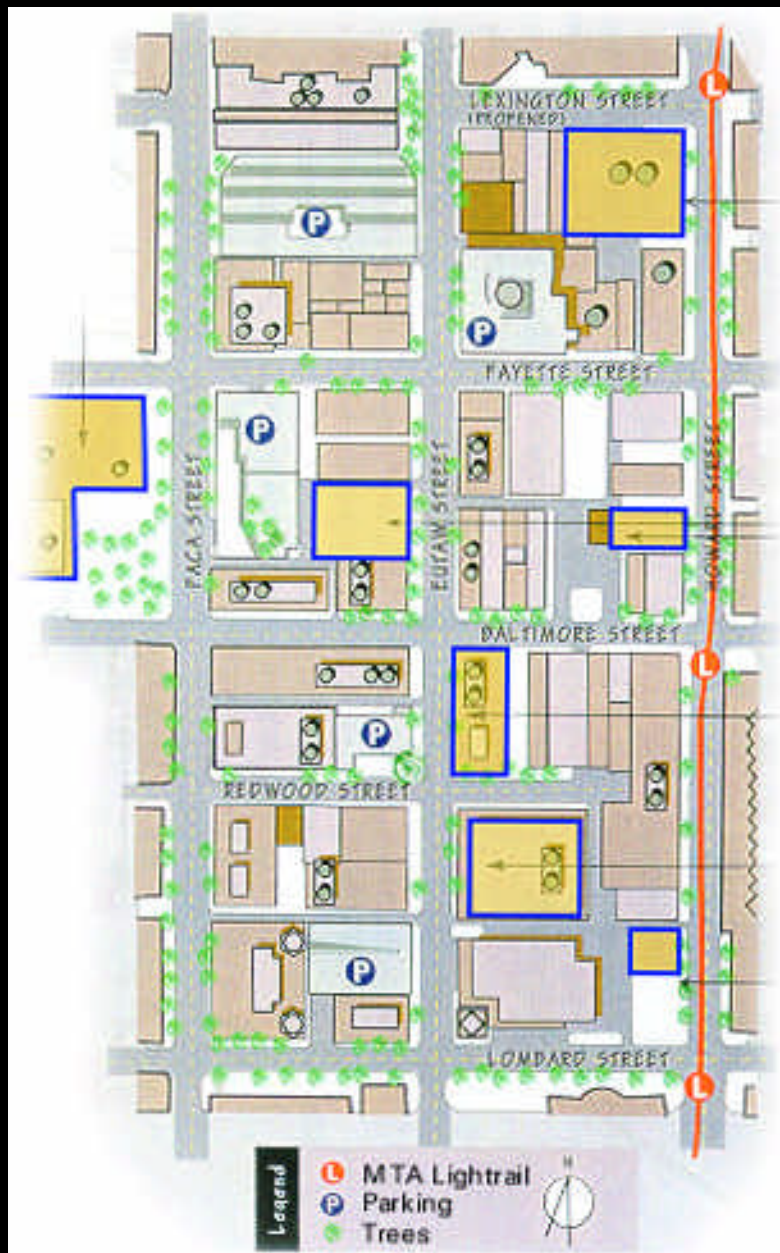 L
LEXINGTON STREET
(PROPOSED)
P
P
FAYETTE STREET
P
PACA STREET
EUTAW STREET
HOWARD STREET
BALTIMORE STREET
L
P
REDWOOD STREET
P
LOMBARD STREET
L
Legend
L MTA Lightrail
P Parking
Trees
N